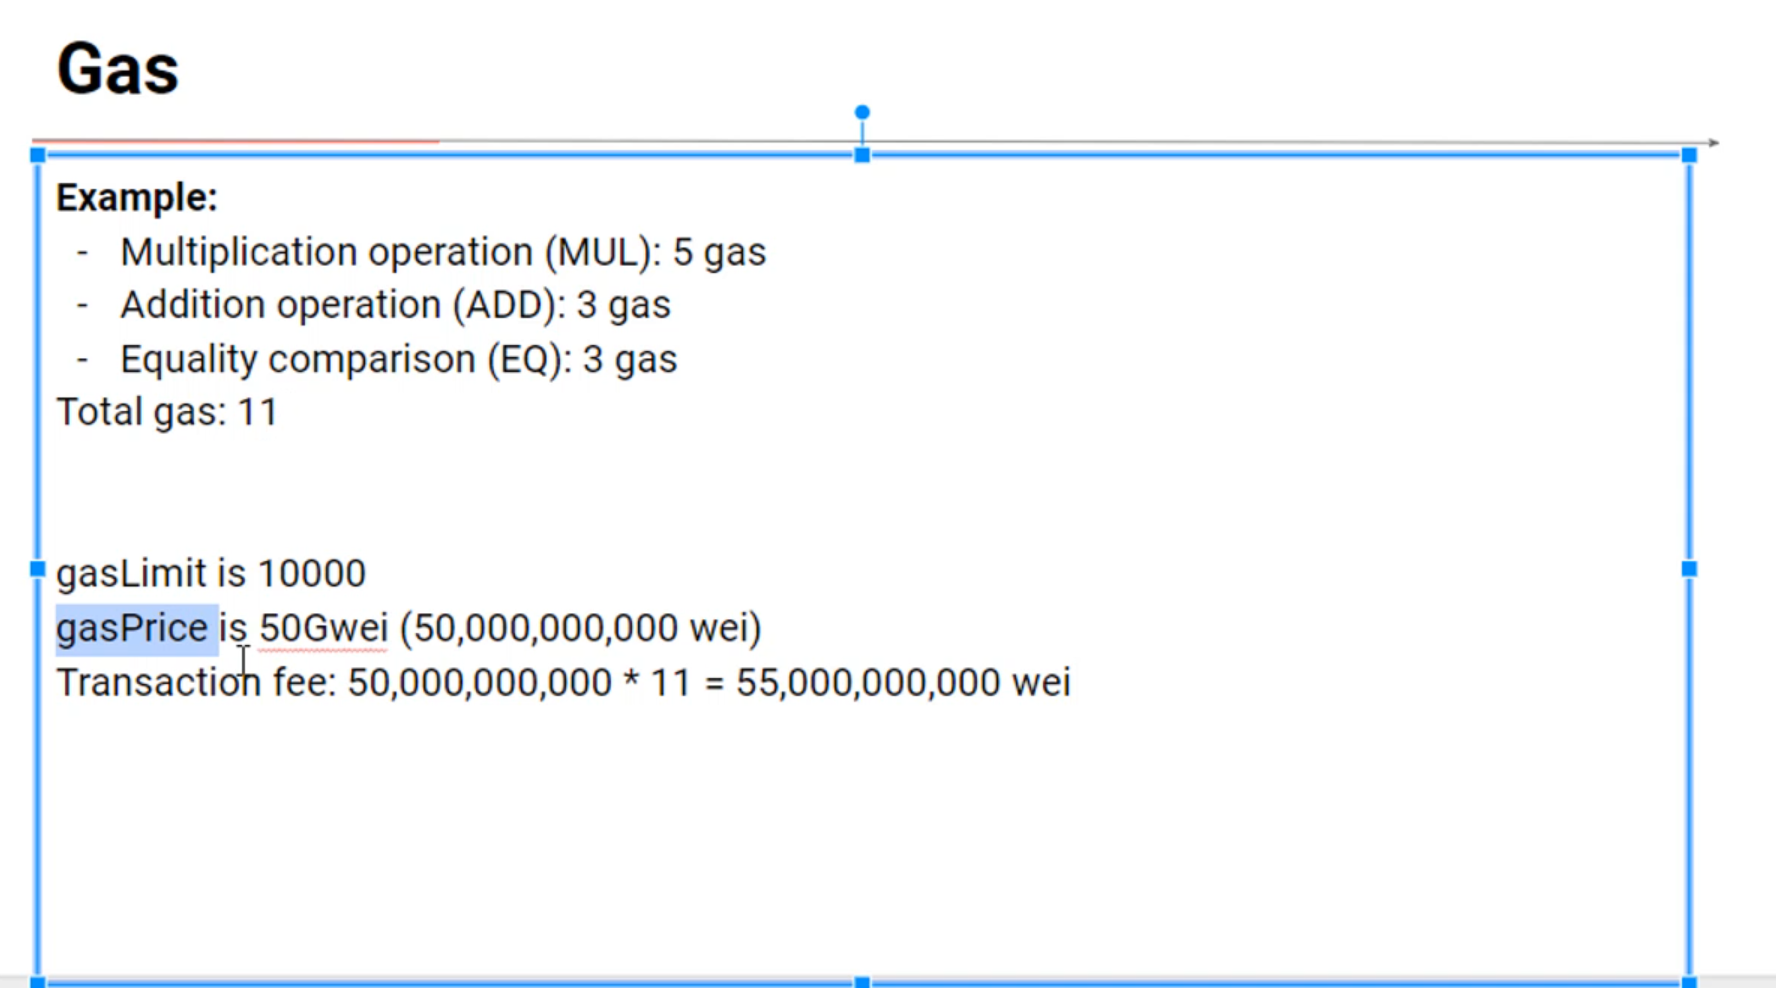 Gas
Example:
- Multiplication operation (MUL): 5 gas
- Addition operation (ADD): 3 gas
- Equality comparison (EQ): 3 gas
Total gas: 11
gasLimit is 10000
gasPrice is 50Gwei (50,000,000,000 wei)
Transaction fee: 50,000,000,000 * 11 = 55,000,000,000 wei